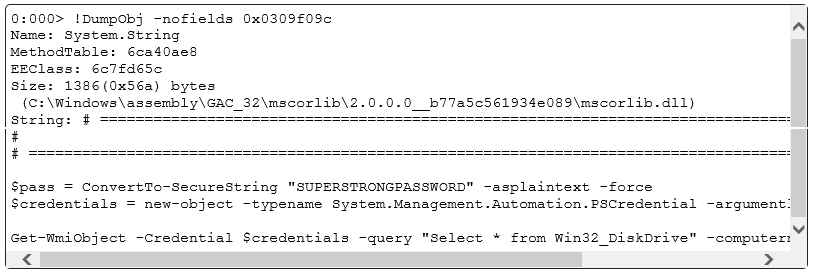 0:000> !DumpObj -nofields 0x0309f09c
Name: System.String
MethodTable: 6ca40ae8
EEClass: 6c7fd65c
Size: 1386(0x56a) bytes
 (C:\Windows\assembly\GAC_32\mscorlib\2.0.0.0__b77a5c561934e089\mscorlib.dll)
String: # ==============================================================================
#
# ======================================================================================
$pass = ConvertTo-SecureString "SUPERSTRONGPASSWORD" -asplaintext -force
$credentials = new-object -typename System.Management.Automation.PSCredential
Get-WmiObject -Credential $credentials -query "Select * from Win32_DiskDrive"